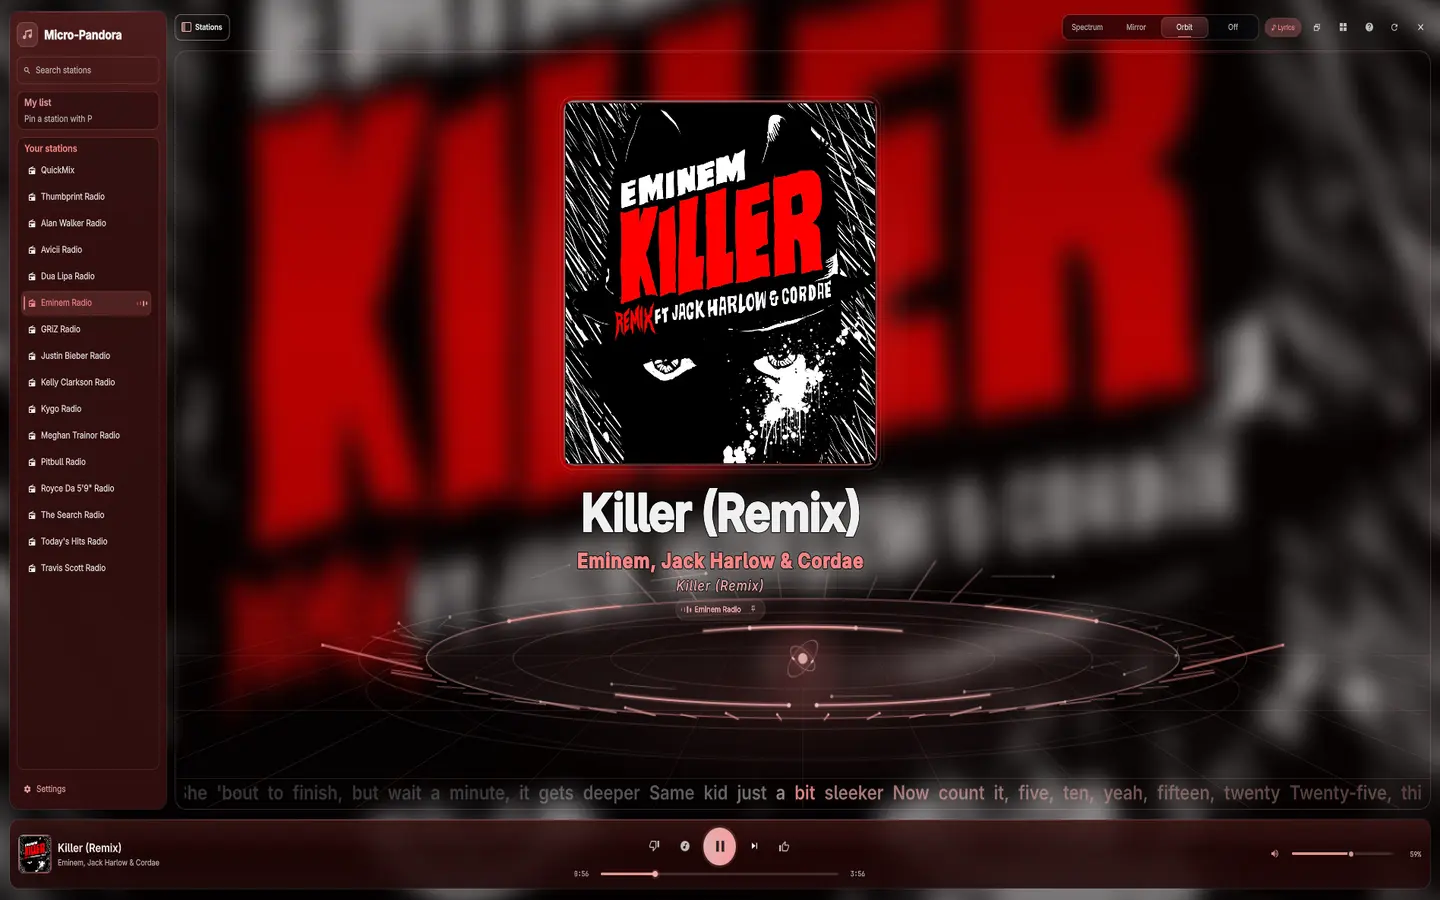 Micro-Pandora
Search stations
My list
Pin a station with P
Your stations
QuickMix
Thumbprint Radio
Alan Walker Radio
Avicii Radio
Dua Lipa Radio
Eminem Radio
GRiZ Radio
Justin Bieber Radio
Kelly Clarkson Radio
Kygo Radio
Meghan Trainor Radio
Pitbull Radio
Royce Da 5'9" Radio
The Search Radio
Today's Hits Radio
Travis Scott Radio
Settings
Stations
Spectrum Mirror Orbit Off Lyrics
EMINEM
KILLER
REMIX FT JACK HARLOW & CORDAE
Killer (Remix)
Eminem, Jack Harlow & Cordae
Killer (Remix)
Eminem Radio
'bout to finish, but wait a minute, it gets deeper Same kid just a bit sleeker Now count it, five, ten, yeah, fifteen, twenty Twenty-five, thi
Killer (Remix)
Eminem, Jack Harlow & Cordae
0:56 3:56
59%